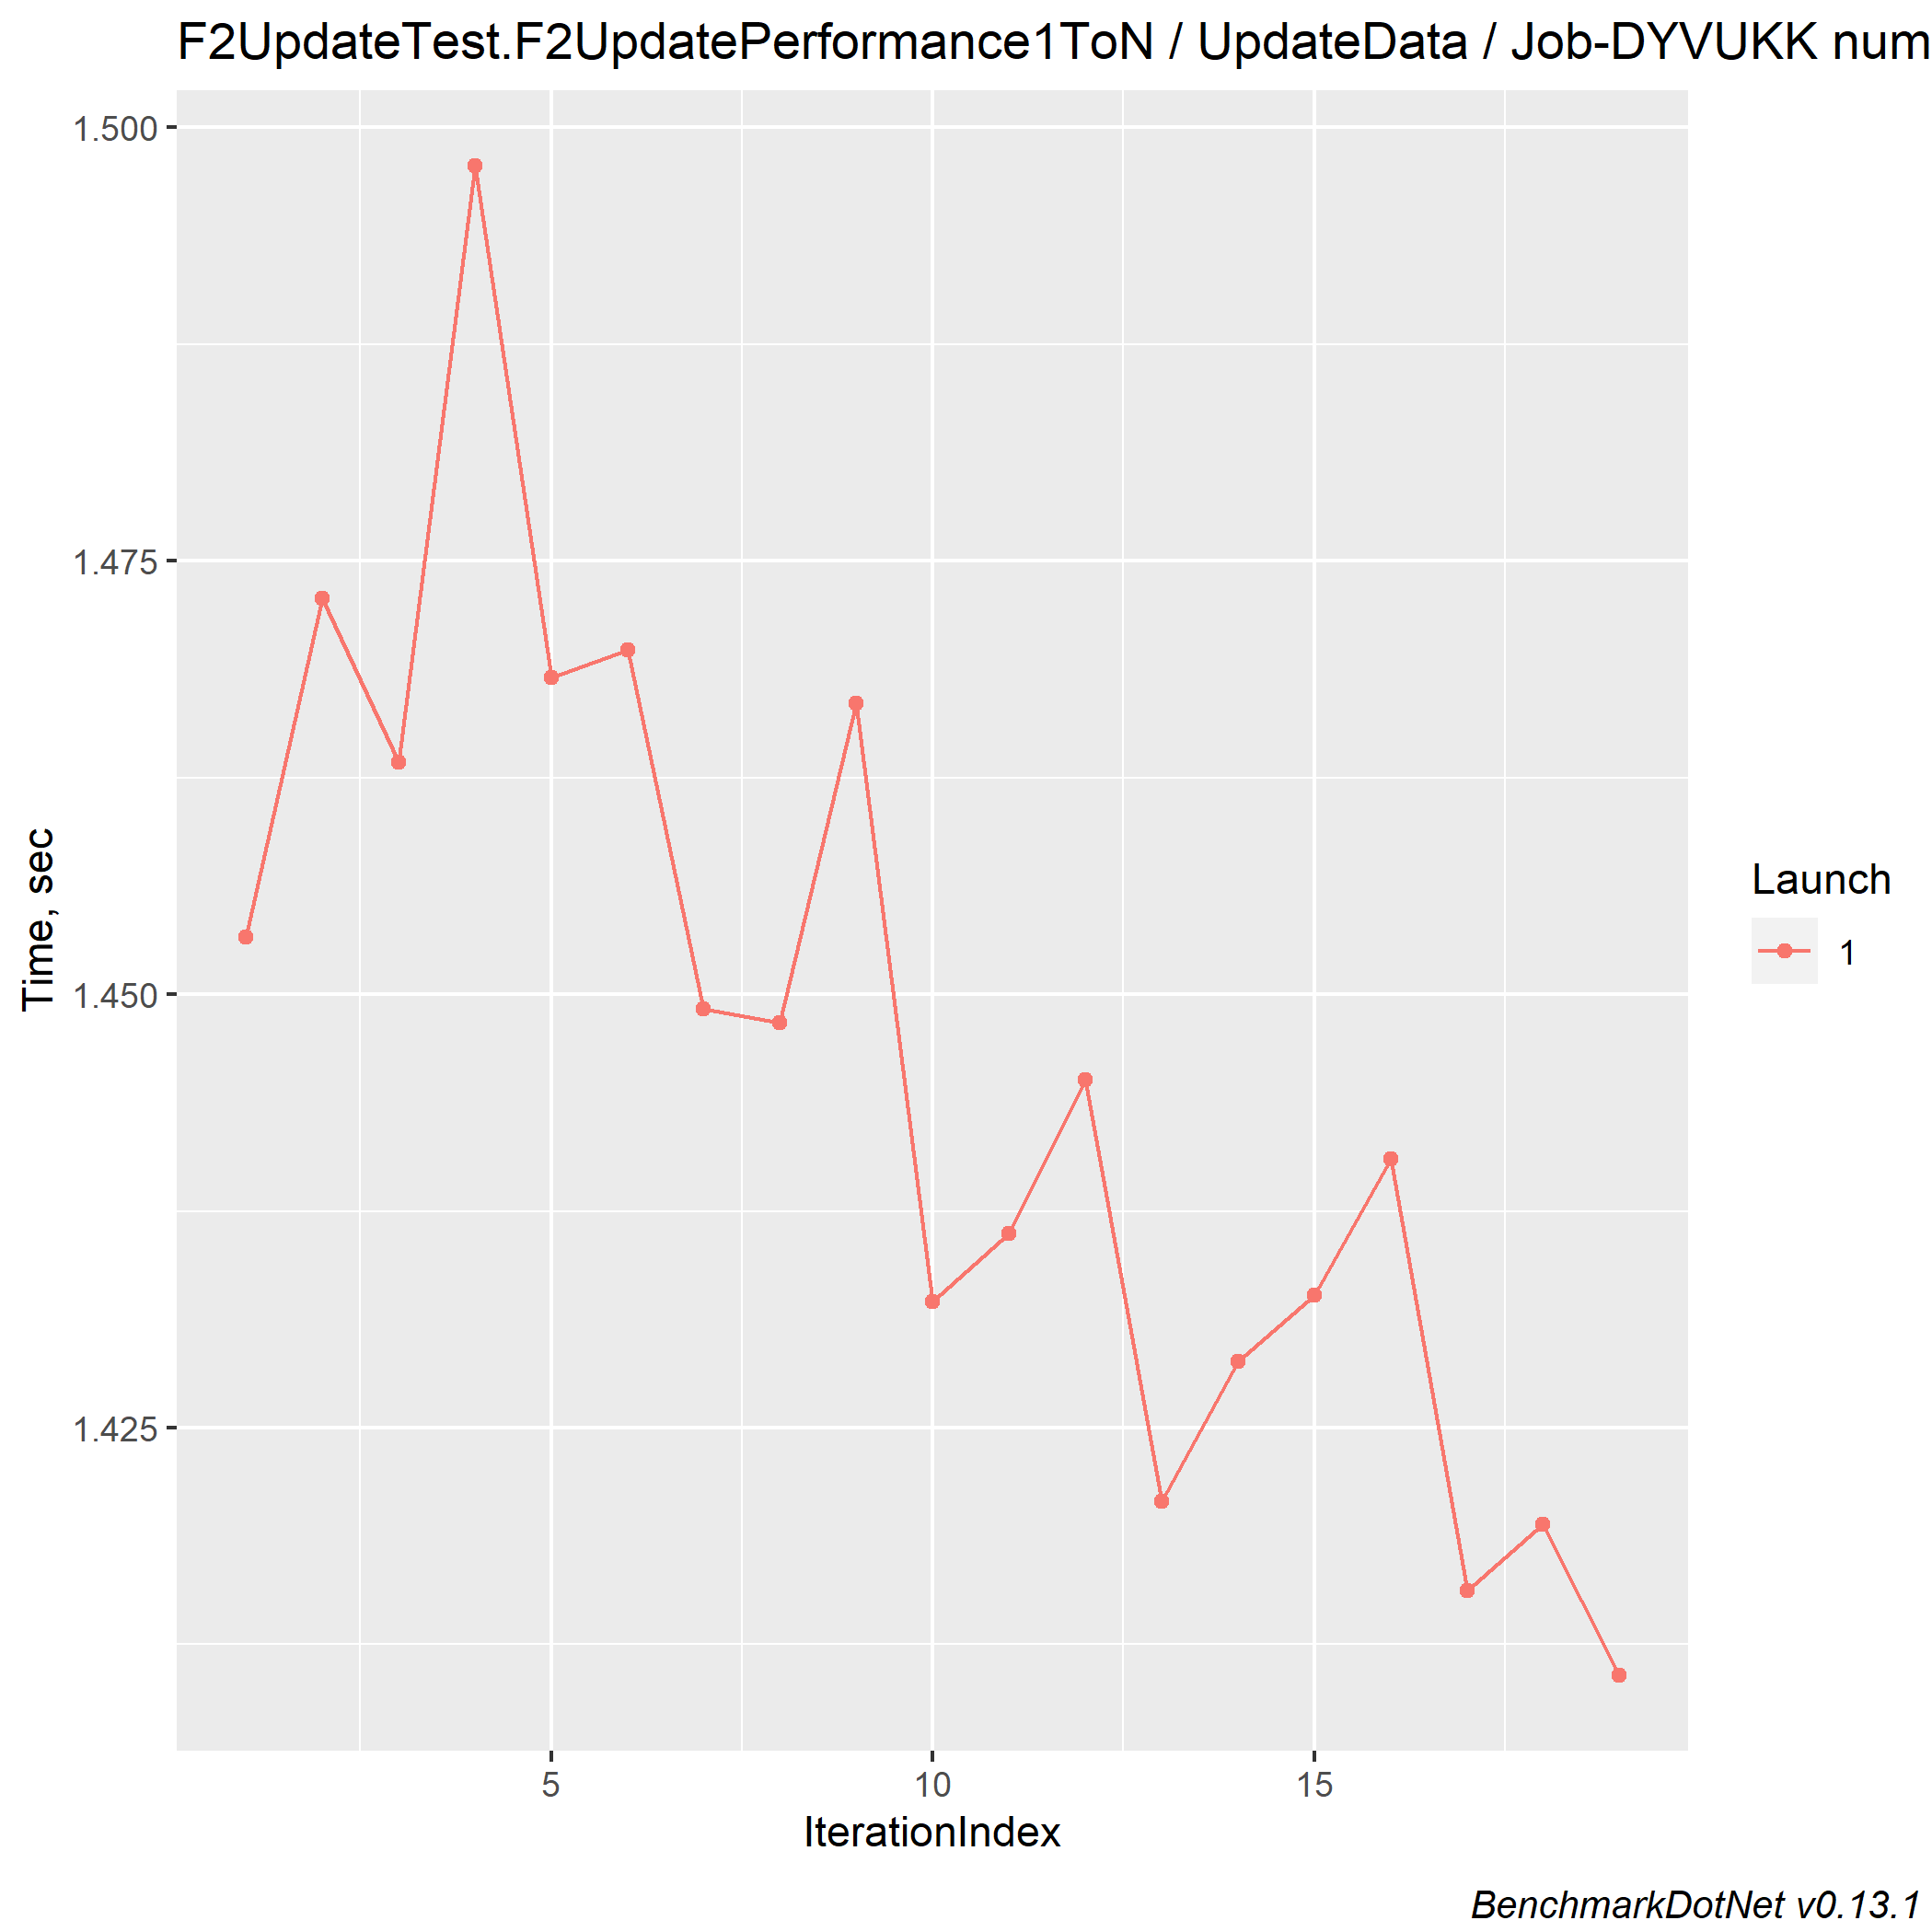 F2UpdateTest.F2UpdatePerformance1ToN / UpdateData / Job-DYVUKK num
1.500
1.475
1.450
1.425
Time, sec
5 10 15
IterationIndex
Launch
1
BenchmarkDotNet v0.13.1